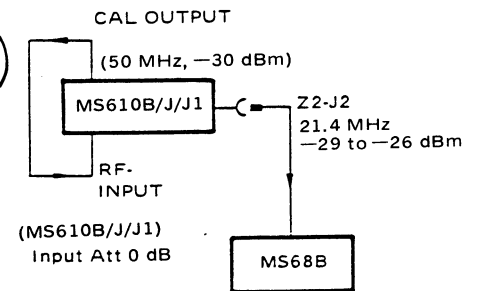 CAL OUTPUT
(50 MHz, —30 dBm)
MS610B/J/J1
Z2-J2
21.4 MHz
—29 to —26 dBm
RF-
INPUT
(MS610B/J/J1)
Input Att 0 dB
MS68B